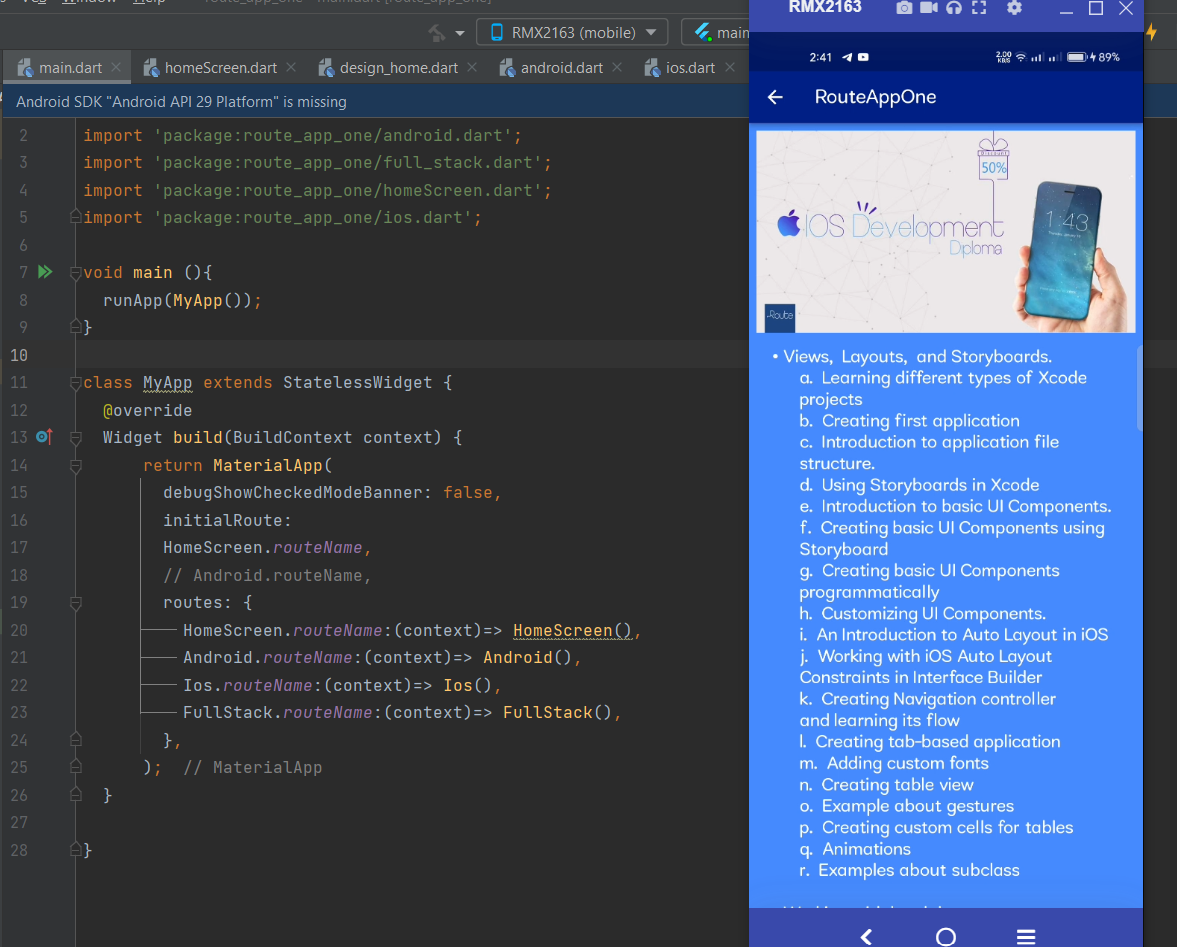 Window Help
RMX2163 (mobile)
main
main.dart
homeScreen.dart
design_home.dart
android.dart
ios.dart
Android SDK "Android API 29 Platform" is missing
2 import 'package:route_app_one/android.dart';
3 import 'package:route_app_one/full_stack.dart';
4 import 'package:route_app_one/homeScreen.dart';
5 import 'package:route_app_one/ios.dart';
6
7 void main (){
8 runApp(MyApp());
9 }
10
11 class MyApp extends StatelessWidget {
12 @override
13 Widget build(BuildContext context) {
14 return MaterialApp(
15 debugShowCheckedModeBanner: false,
16 initialRoute:
17 HomeScreen.routeName,
18 // Android.routeName,
19 routes: {
20 HomeScreen.routeName:(context)=> HomeScreen(),
21 Android.routeName:(context)=> Android(),
22 Ios.routeName:(context)=> Ios(),
23 FullStack.routeName:(context)=> FullStack(),
24 },
25 ); // MaterialApp
26 }
27
28 }
RMX2163
2:41
2.00 KB/S
89%
RouteAppOne
50%
iOS Development
Diploma
1:43
Route
• Views, Layouts, and Storyboards.
a. Learning different types of Xcode
projects
b. Creating first application
c. Introduction to application file
structure.
d. Using Storyboards in Xcode
e. Introduction to basic UI Components.
f. Creating basic UI Components using
Storyboard
g. Creating basic UI Components
programmatically
h. Customizing UI Components.
i. An Introduction to Auto Layout in iOS
j. Working with iOS Auto Layout
Constraints in Interface Builder
k. Creating Navigation controller
and learning its flow
l. Creating tab-based application
m. Adding custom fonts
n. Creating table view
o. Example about gestures
p. Creating custom cells for tables
q. Animations
r. Examples about subclass